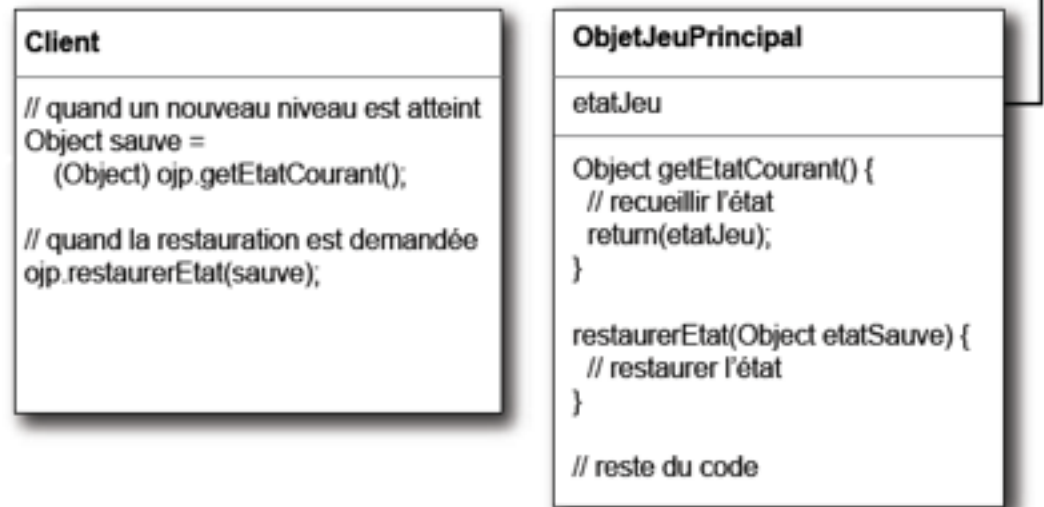 Client
// quand un nouveau niveau est atteint
Object sauve =
(Object) ojp.getEtatCourant();
// quand la restauration est demandée
ojp.restaurerEtat(sauve);
ObjetJeuPrincipal
etatJeu
Object getEtatCourant() {
// recueillir l'état
return(etatJeu);
}
restaurerEtat(Object etatSauve) {
// restaurer l'état
}
// reste du code